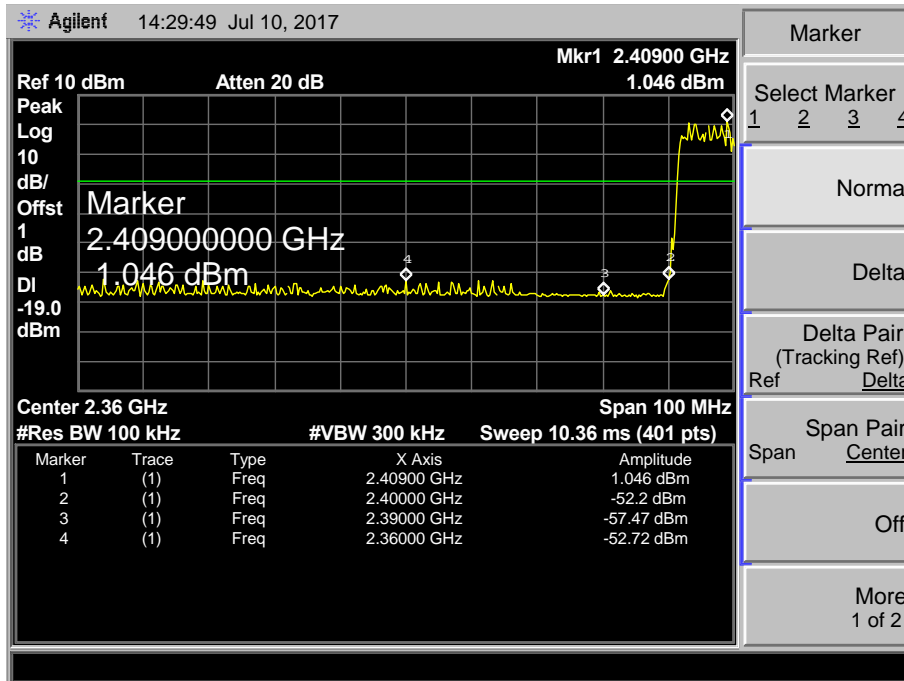 Agilent 14:29:49 Jul 10, 2017
Mkr1 2.40900 GHz
Ref 10 dBm Atten 20 dB 1.046 dBm
Peak
Log
10
dB/
Offst
1
dB
DI
-19.0
dBm
Marker
2.409000000 GHz
1.046 dBm
1
2
3
4
Center 2.36 GHz Span 100 MHz
#Res BW 100 kHz #VBW 300 kHz Sweep 10.36 ms (401 pts)
Marker Trace Type X Axis Amplitude
1 (1) Freq 2.40900 GHz 1.046 dBm
2 (1) Freq 2.40000 GHz -52.2 dBm
3 (1) Freq 2.39000 GHz -57.47 dBm
4 (1) Freq 2.36000 GHz -52.72 dBm
Marker
Select Marker
1 2 3 4
Norma
Delta
Delta Pair
(Tracking Ref)
Ref Delta
Span Pair
Span Center
Off
More
1 of 2